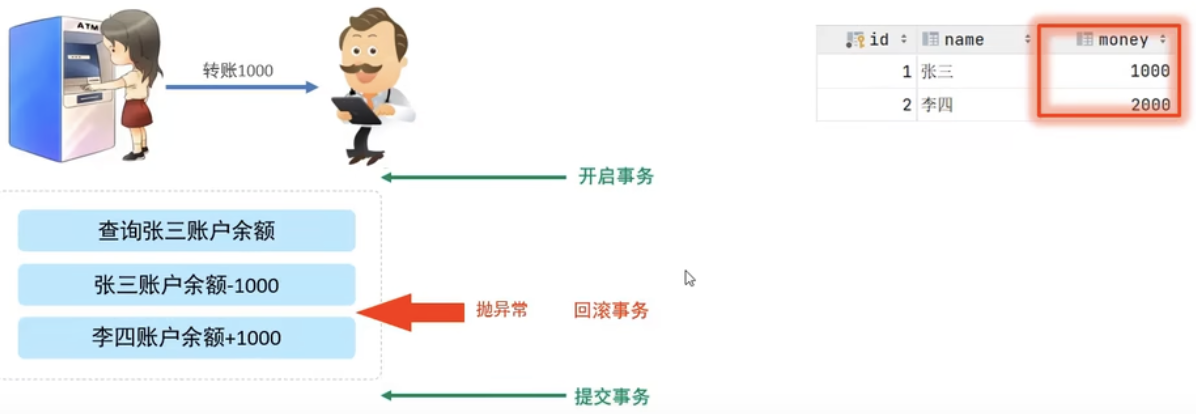 ATM
转账1000
id name money
1 张三 1000
2 李四 2000
开启事务
查询张三账户余额
张三账户余额-1000
抛异常 回滚事务
李四账户余额+1000
提交事务